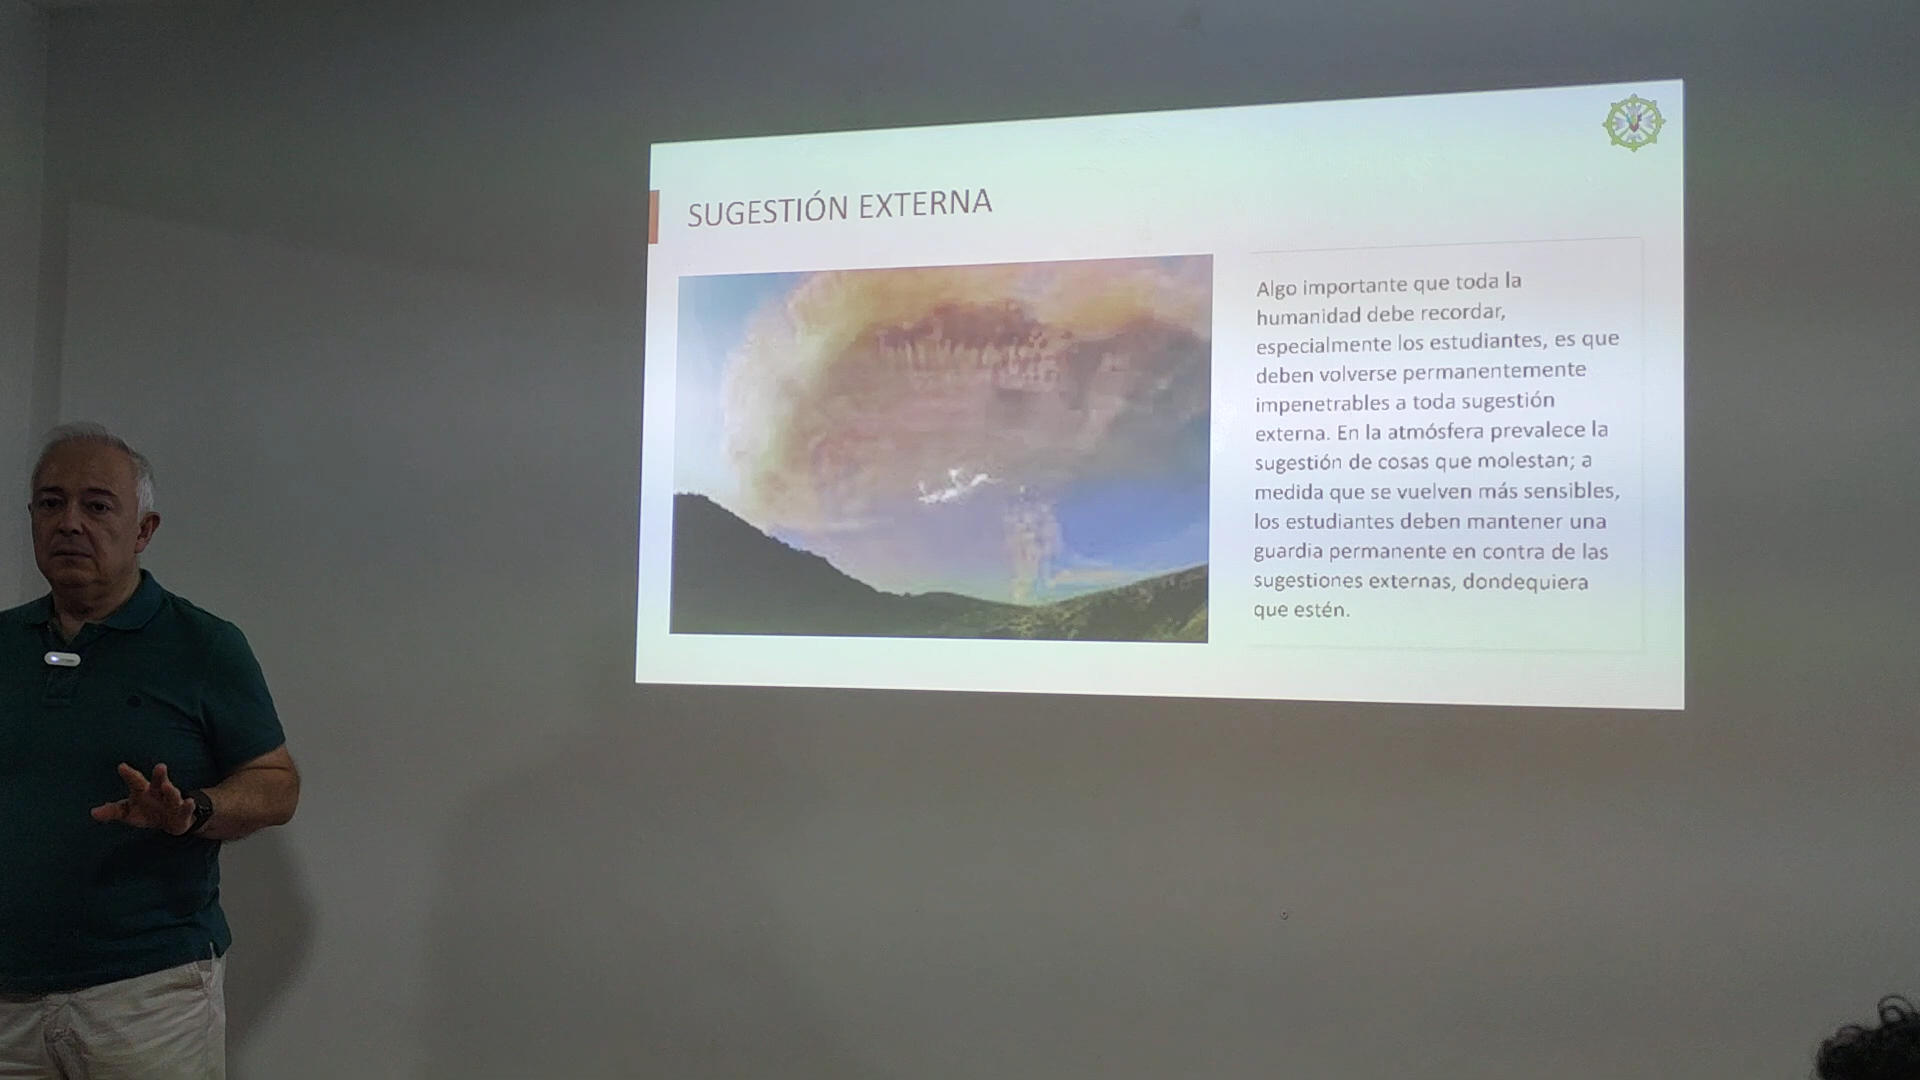 SUGESTIÓN EXTERNA
Algo importante que toda la
humanidad debe recordar,
especialmente los estudiantes, es que
deben volverse permanentemente
impenetrables a toda sugestión
externa. En la atmósfera prevalece la
sugestión de cosas que molestan; a
medida que se vuelven más sensibles,
los estudiantes deben mantener una
guardia permanente en contra de las
sugestiones externas, dondequiera
que estén.